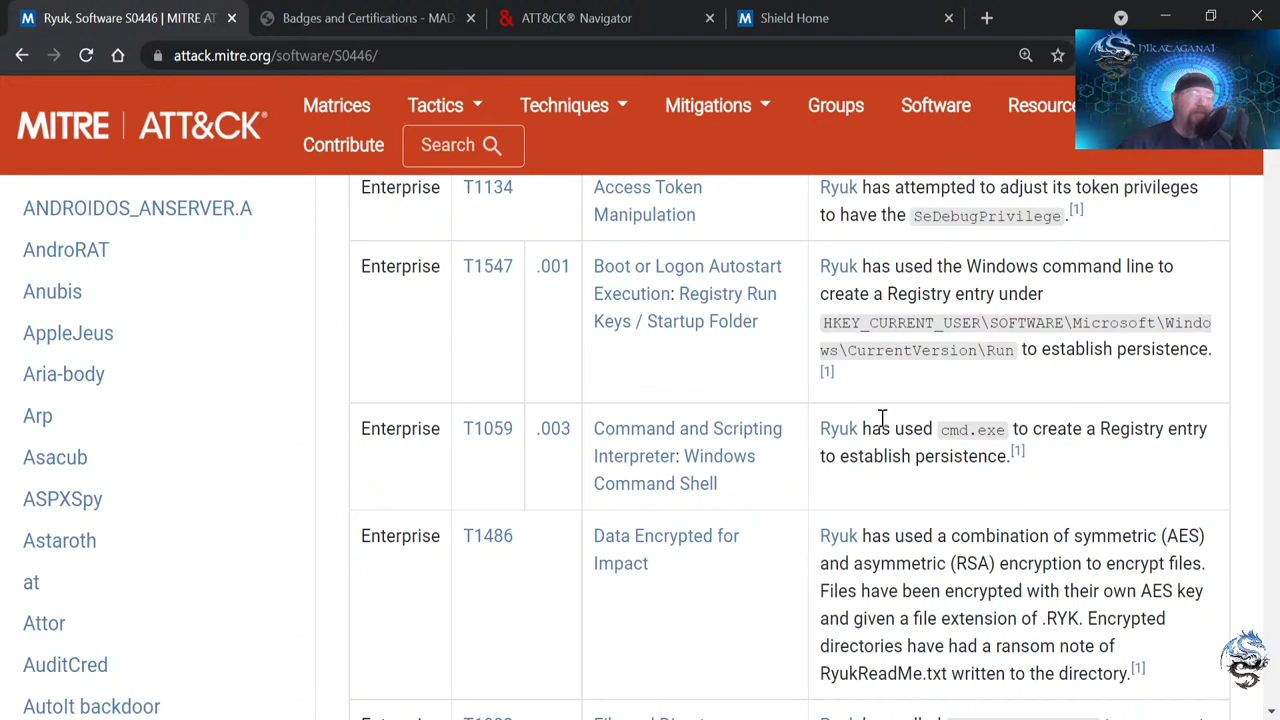 Ryuk, Software S0446 | MITRE AT
Badges and Certifications - MAD
ATT&CK® Navigator
Shield Home
attack.mitre.org/software/S0446/
HIKATAGANAI
MITRE | ATT&CK®
Matrices
Tactics
Techniques
Mitigations
Groups
Software
Resource
Contribute
Search
ANDROIDOS_ANSERVER.A
AndroRAT
Anubis
AppleJeus
Aria-body
Arp
Asacub
ASPXSpy
Astaroth
at
Attor
AuditCred
AutoIt backdoor
Enterprise
T1134
Access Token
Manipulation
Ryuk has attempted to adjust its token privileges
to have the SeDebugPrivilege.[1]
Enterprise
T1547
.001
Boot or Logon Autostart
Execution: Registry Run
Keys / Startup Folder
Ryuk has used the Windows command line to
create a Registry entry under
HKEY_CURRENT_USER\SOFTWARE\Microsoft\Windo
ws\CurrentVersion\Run to establish persistence.
[1]
Enterprise
T1059
.003
Command and Scripting
Interpreter: Windows
Command Shell
Ryuk has used cmd.exe to create a Registry entry
to establish persistence.[1]
Enterprise
T1486
Data Encrypted for
Impact
Ryuk has used a combination of symmetric (AES)
and asymmetric (RSA) encryption to encrypt files.
Files have been encrypted with their own AES key
and given a file extension of .RYK. Encrypted
directories have had a ransom note of
RyukReadMe.txt written to the directory.[1]